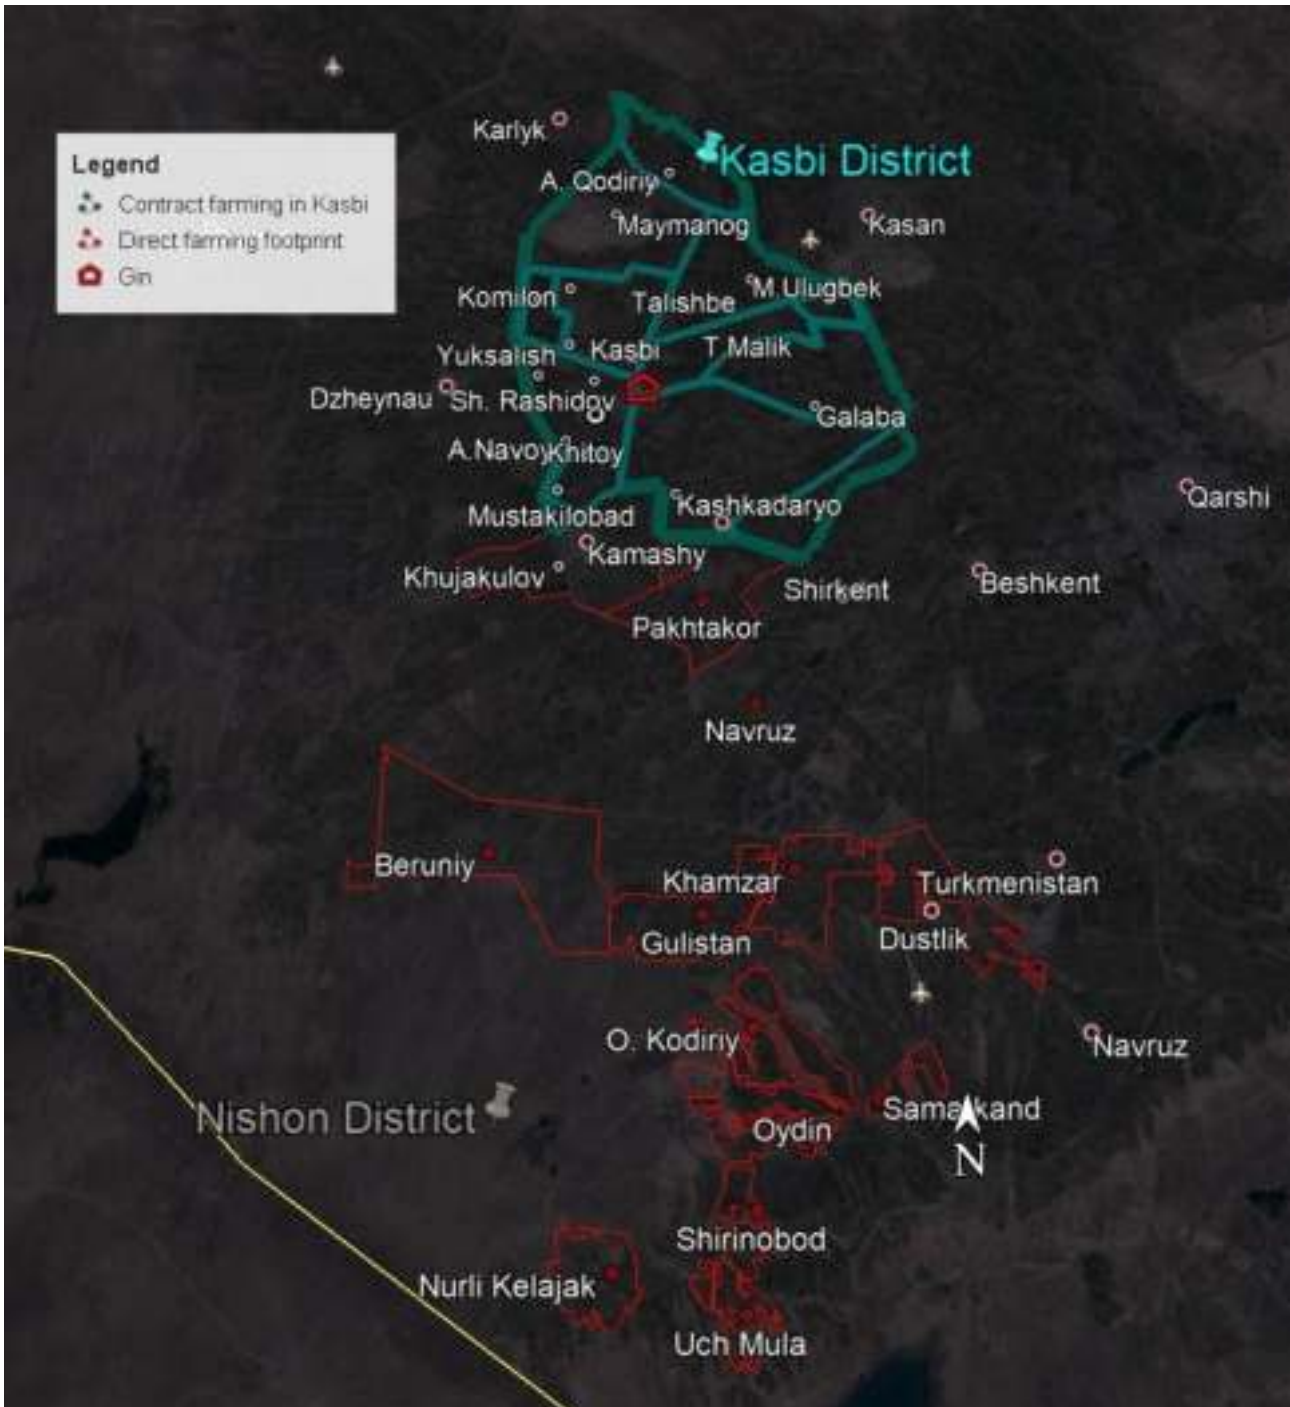 Karlyk
Kasbi District
Legend
Contract farming in Kasbi
Direct farming footprint
Gin
A. Qodiriy
Maymanog
Kasan
Komilon
Talishbe
M Ulugbek
Yuksalish
Kasbi
T Malik
Dzheynau
Sh. Rashidov
Galaba
A.Navoy
Khitoy
Qarshi
Mustakilobad
Kashkadaryo
Kamashy
Khujakulov
Shirkent
Beshkent
Pakhtakor
Navruz
Beruniy
Khamzar
Turkmenistan
Gulistan
Dustlik
O. Kodiriy
Navruz
Nishon District
Samarkand
Oydin
N
Shirinobod
Nurli Kelajak
Uch Mula